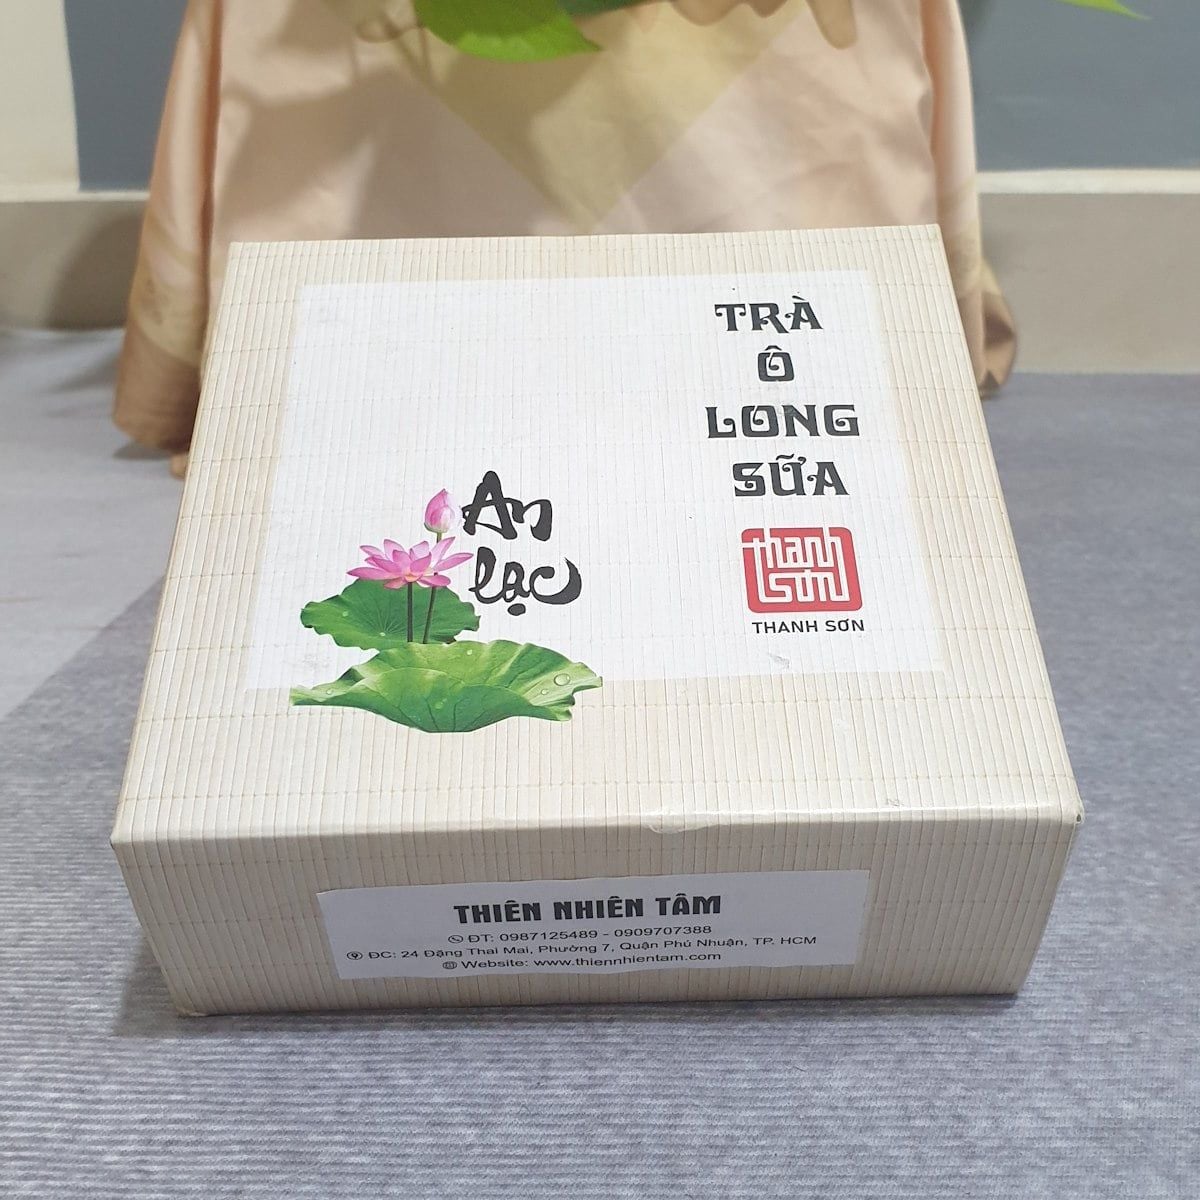 TRÀ
Ô
LONG
SỮA
An
lạc
thanh
sơn
THANH SƠN
THIÊN NHIÊN TÂM
ĐT: 0987125489 - 0909707388
ĐC: 24 Đặng Thai Mai, Phường 7, Quận Phú Nhuận, TP. HCM
Website: www.thiennhientam.com